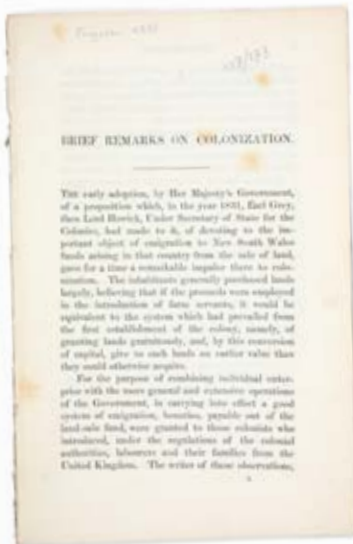 BRIEF REMARKS ON COLONIZATION.
THE early adoption, by Her Majesty's Government,
of a proposition which, in the year 1831, Earl Grey,
then Lord Howick, Under Secretary of State for the
Colonies, had made to it, of devoting to the im-
portant object of emigration to New South Wales
funds arising in that country from the sale of land,
gave for a time a remarkable impulse there to colo-
nization. The inhabitants generally purchased lands
largely, believing that if the proceeds were employed
in the introduction of farm servants, it would be
equivalent to the system which had prevailed from
the first establishment of the colony, namely, of
granting lands gratuitously, and, by this conversion
of capital, give to such lands an earlier value than
they could otherwise acquire.
For the purpose of combining individual enter-
prise with the more general and extensive operations
of the Government, in carrying into effect a good
system of emigration, bounties, payable out of the
land-sale fund, were granted to those colonists who
introduced, under the regulations of the colonial
authorities, labourers and their families from the
United Kingdom. The writer of these observations,